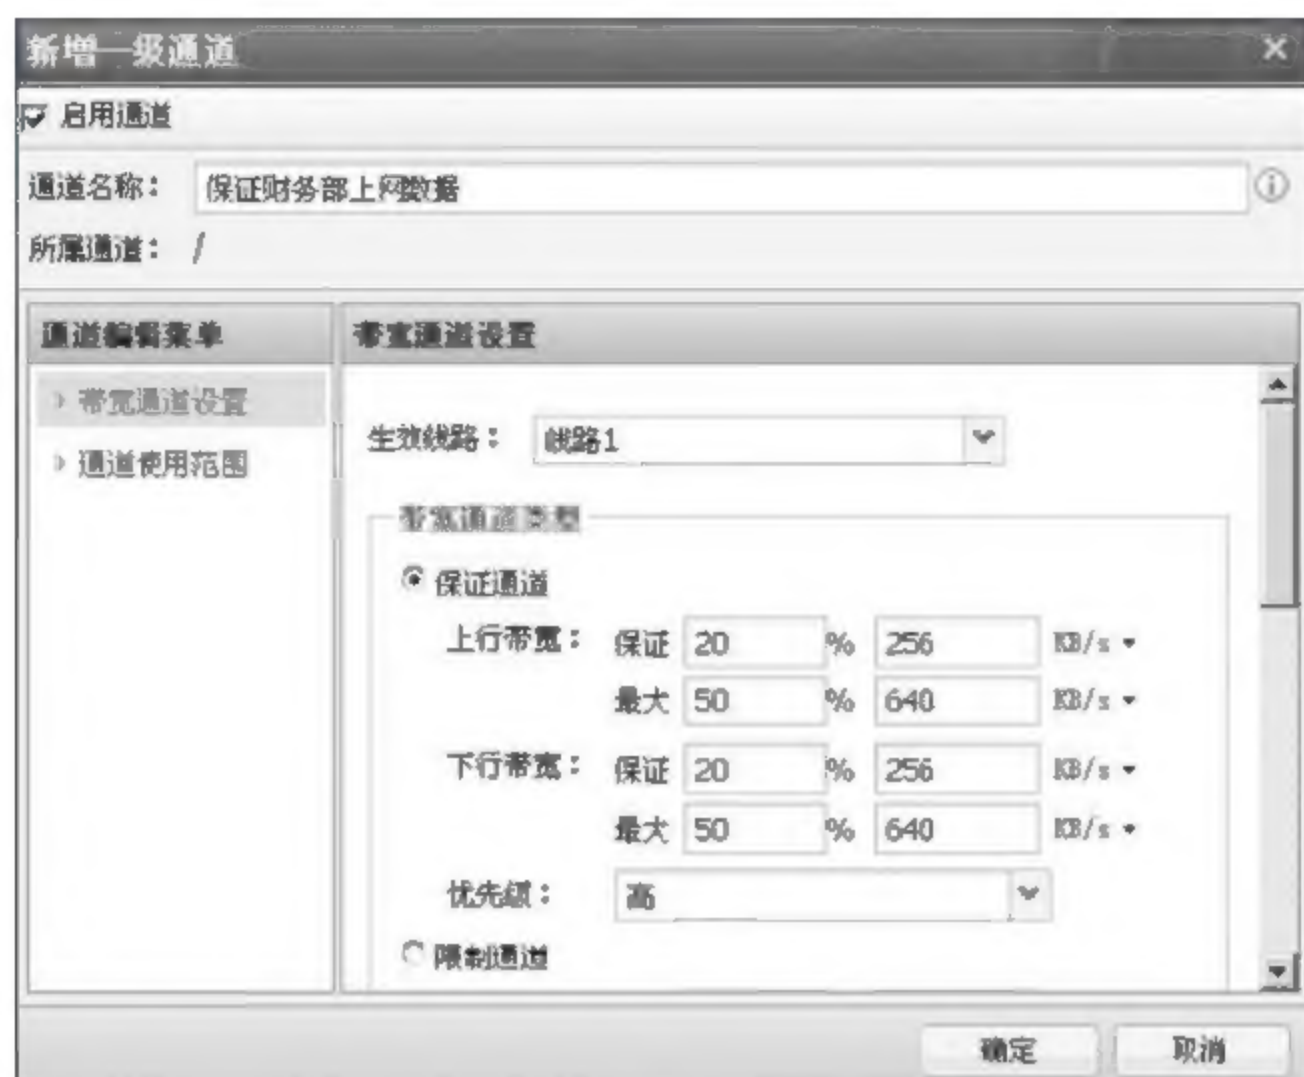 新增一级通道
启用通道
通道名称： 保证财务部上网数据
所属通道： /
通道编辑菜单
带宽通道设置
通道使用范围
带宽通道设置
生效线路： 线路1
带宽通道类型
保证通道
上行带宽： 保证 20 % 256 KB/s
最大 50 % 640 KB/s
下行带宽： 保证 20 % 256 KB/s
最大 50 % 640 KB/s
优先级： 高
限制通道
确定 取消